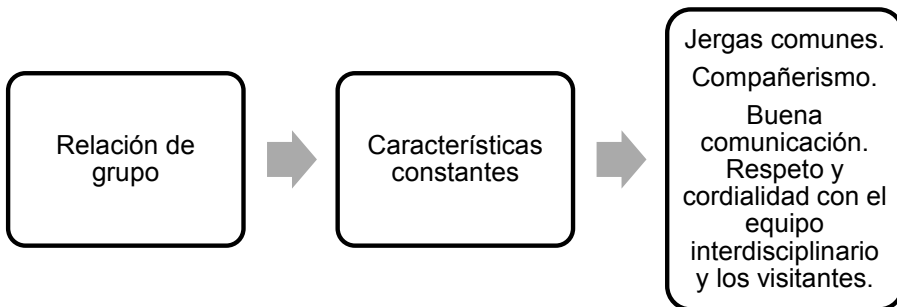 Relación de
grupo
Características
constantes
Jergas comunes.
Compañerismo.
Buena
comunicación.
Respeto y
cordialidad con el
equipo
interdisciplinario
y los visitantes.